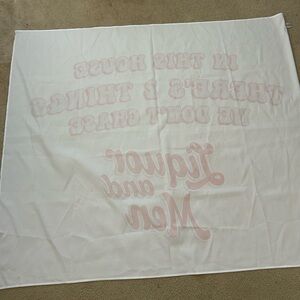 IN THIS HOUSE
THERE'S 2 THINGS
WE DON'T CHASE
Liquor
and
Men